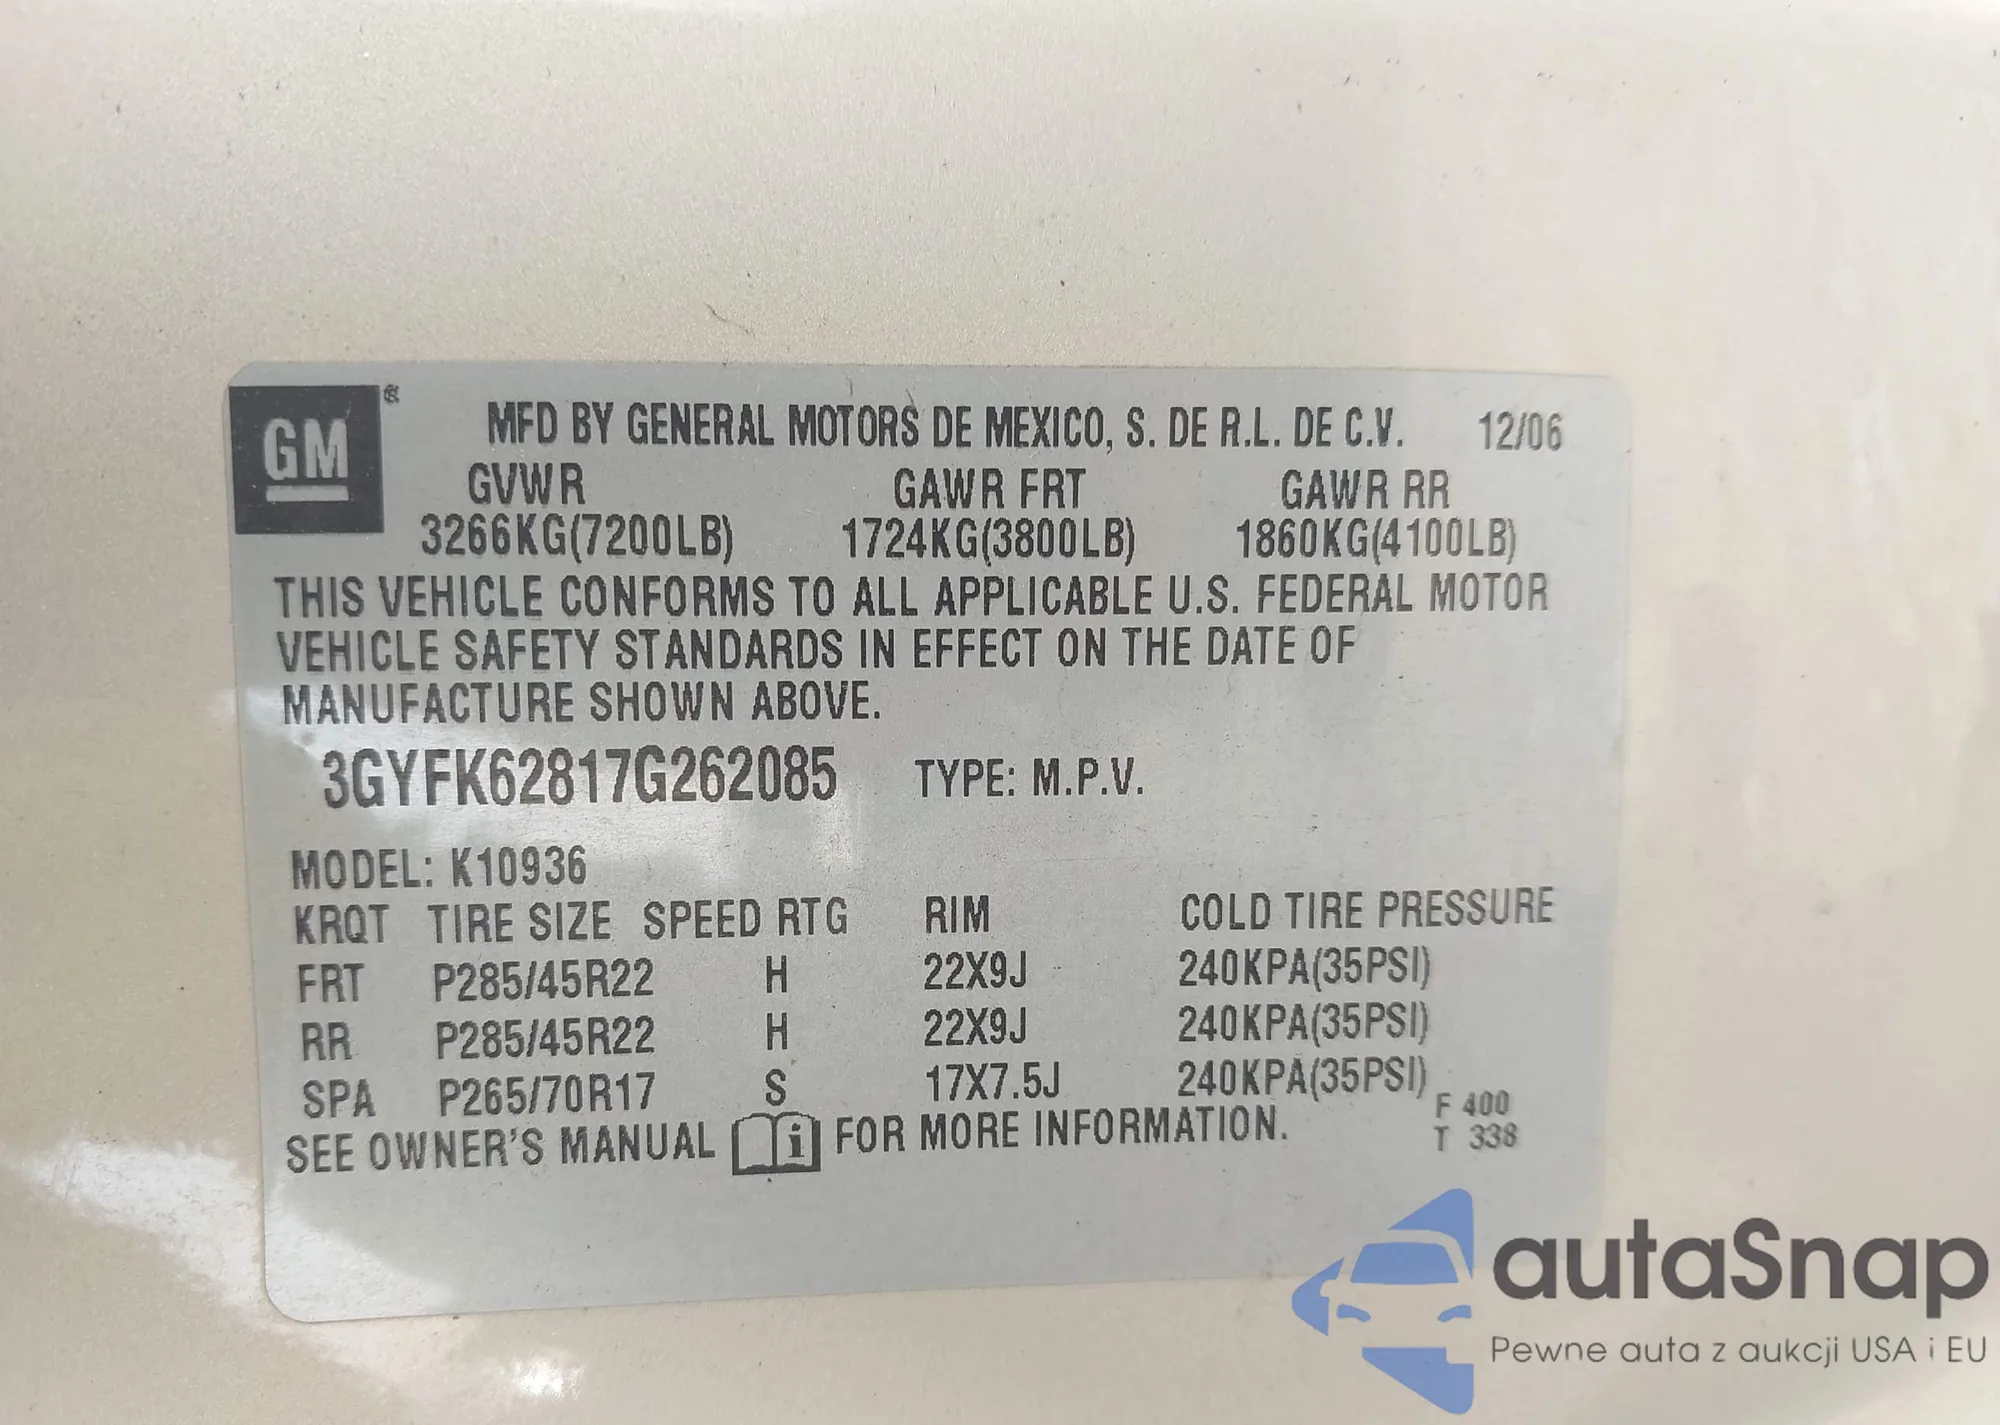 GM ®
MFD BY GENERAL MOTORS DE MEXICO, S. DE R.L. DE C.V. 12/06
GVWR GAWR FRT GAWR RR
3266KG(7200LB) 1724KG(3800LB) 1860KG(4100LB)
THIS VEHICLE CONFORMS TO ALL APPLICABLE U.S. FEDERAL MOTOR
VEHICLE SAFETY STANDARDS IN EFFECT ON THE DATE OF
MANUFACTURE SHOWN ABOVE.
3GYFK62817G262085 TYPE: M.P.V.
MODEL: K10936
KRQT TIRE SIZE SPEED RTG RIM COLD TIRE PRESSURE
FRT P285/45R22 H 22X9J 240KPA(35PSI)
RR P285/45R22 H 22X9J 240KPA(35PSI)
SPA P265/70R17 S 17X7.5J 240KPA(35PSI)
F 400
SEE OWNER'S MANUAL i FOR MORE INFORMATION.
T 338
autaSnap
Pewne auta z aukcji USA i EU